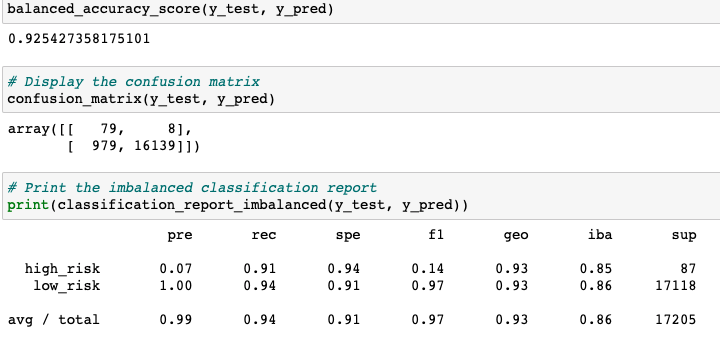 balanced_accuracy_score(y_test, y_pred)
0.925427358175101
# Display the confusion matrix
confusion_matrix(y_test, y_pred)
array([[   79,     8],
       [  979, 16139]])
# Print the imbalanced classification report
print(classification_report_imbalanced(y_test, y_pred))
pre rec spe f1 geo iba sup
high_risk 0.07 0.91 0.94 0.14 0.93 0.85 87
low_risk 1.00 0.94 0.91 0.97 0.93 0.86 17118
avg / total 0.99 0.94 0.91 0.97 0.93 0.86 17205